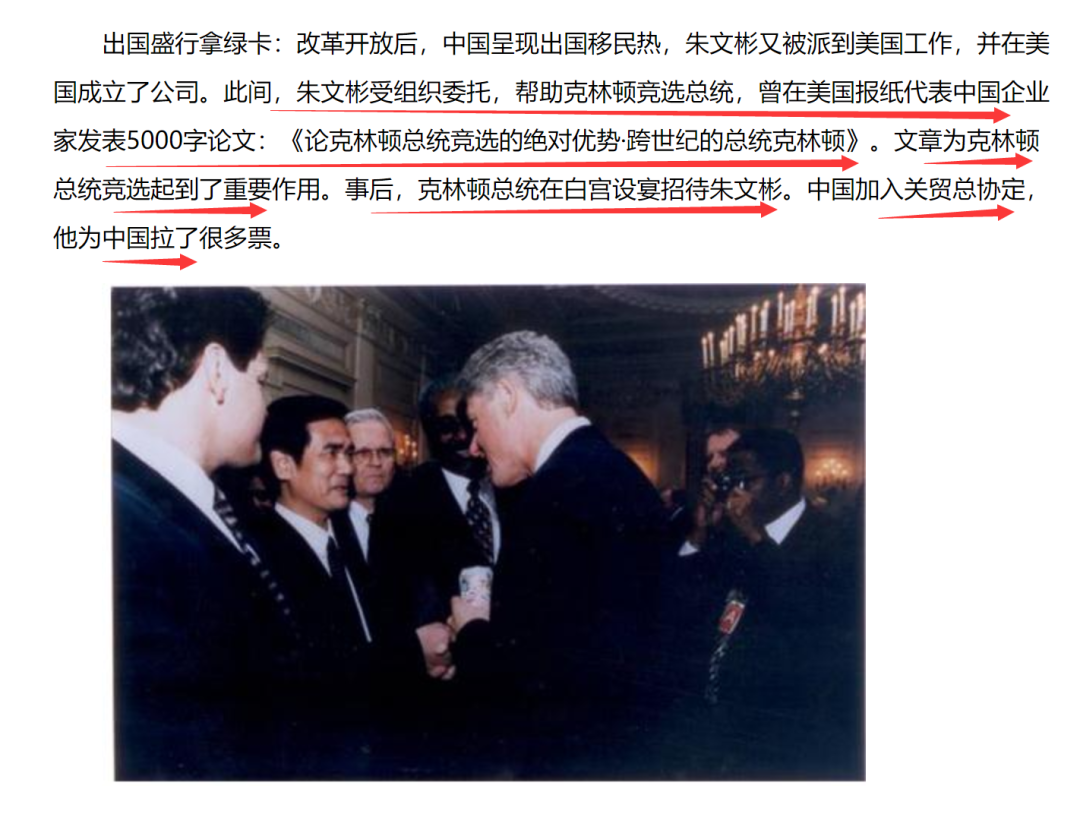 出国盛行拿绿卡：改革开放后，中国呈现出国移民热，朱文彬又被派到美国工作，并在美
国成立了公司。此间，朱文彬受组织委托，帮助克林顿竞选总统，曾在美国报纸代表中国企业
家发表5000字论文：《论克林顿总统竞选的绝对优势·跨世纪的总统克林顿》。文章为克林顿
总统竞选起到了重要作用。事后，克林顿总统在白宫设宴招待朱文彬。中国加入关贸总协定，
他为中国拉了很多票。